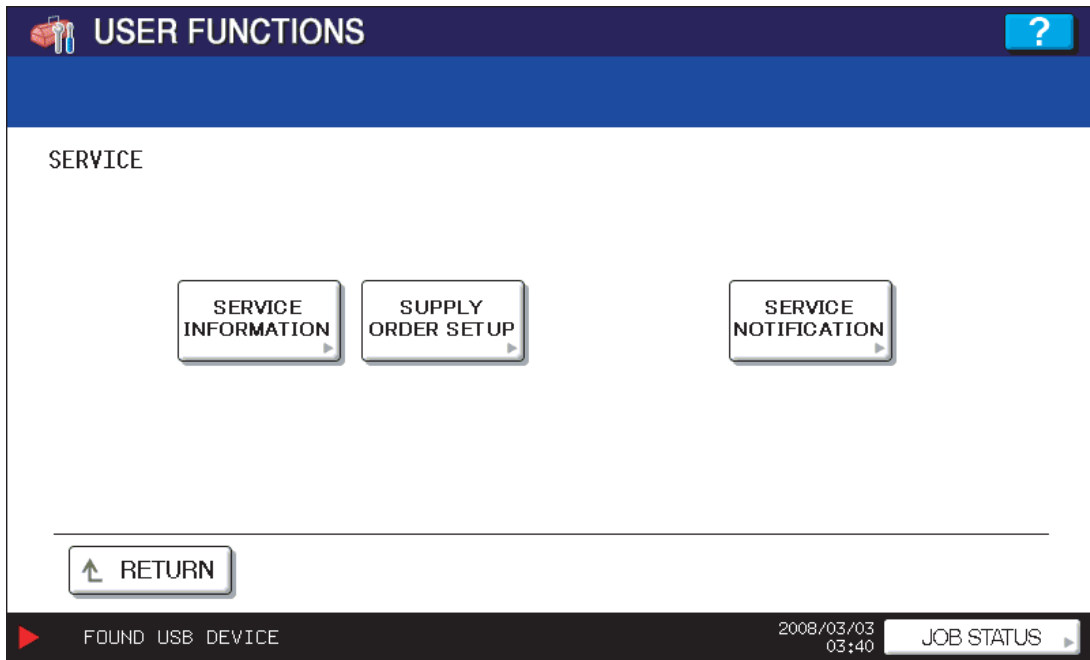 USER FUNCTIONS
?
SERVICE
SERVICE
INFORMATION
SUPPLY
ORDER SETUP
SERVICE
NOTIFICATION
RETURN
FOUND USB DEVICE
2008/03/03
03:40
JOB STATUS